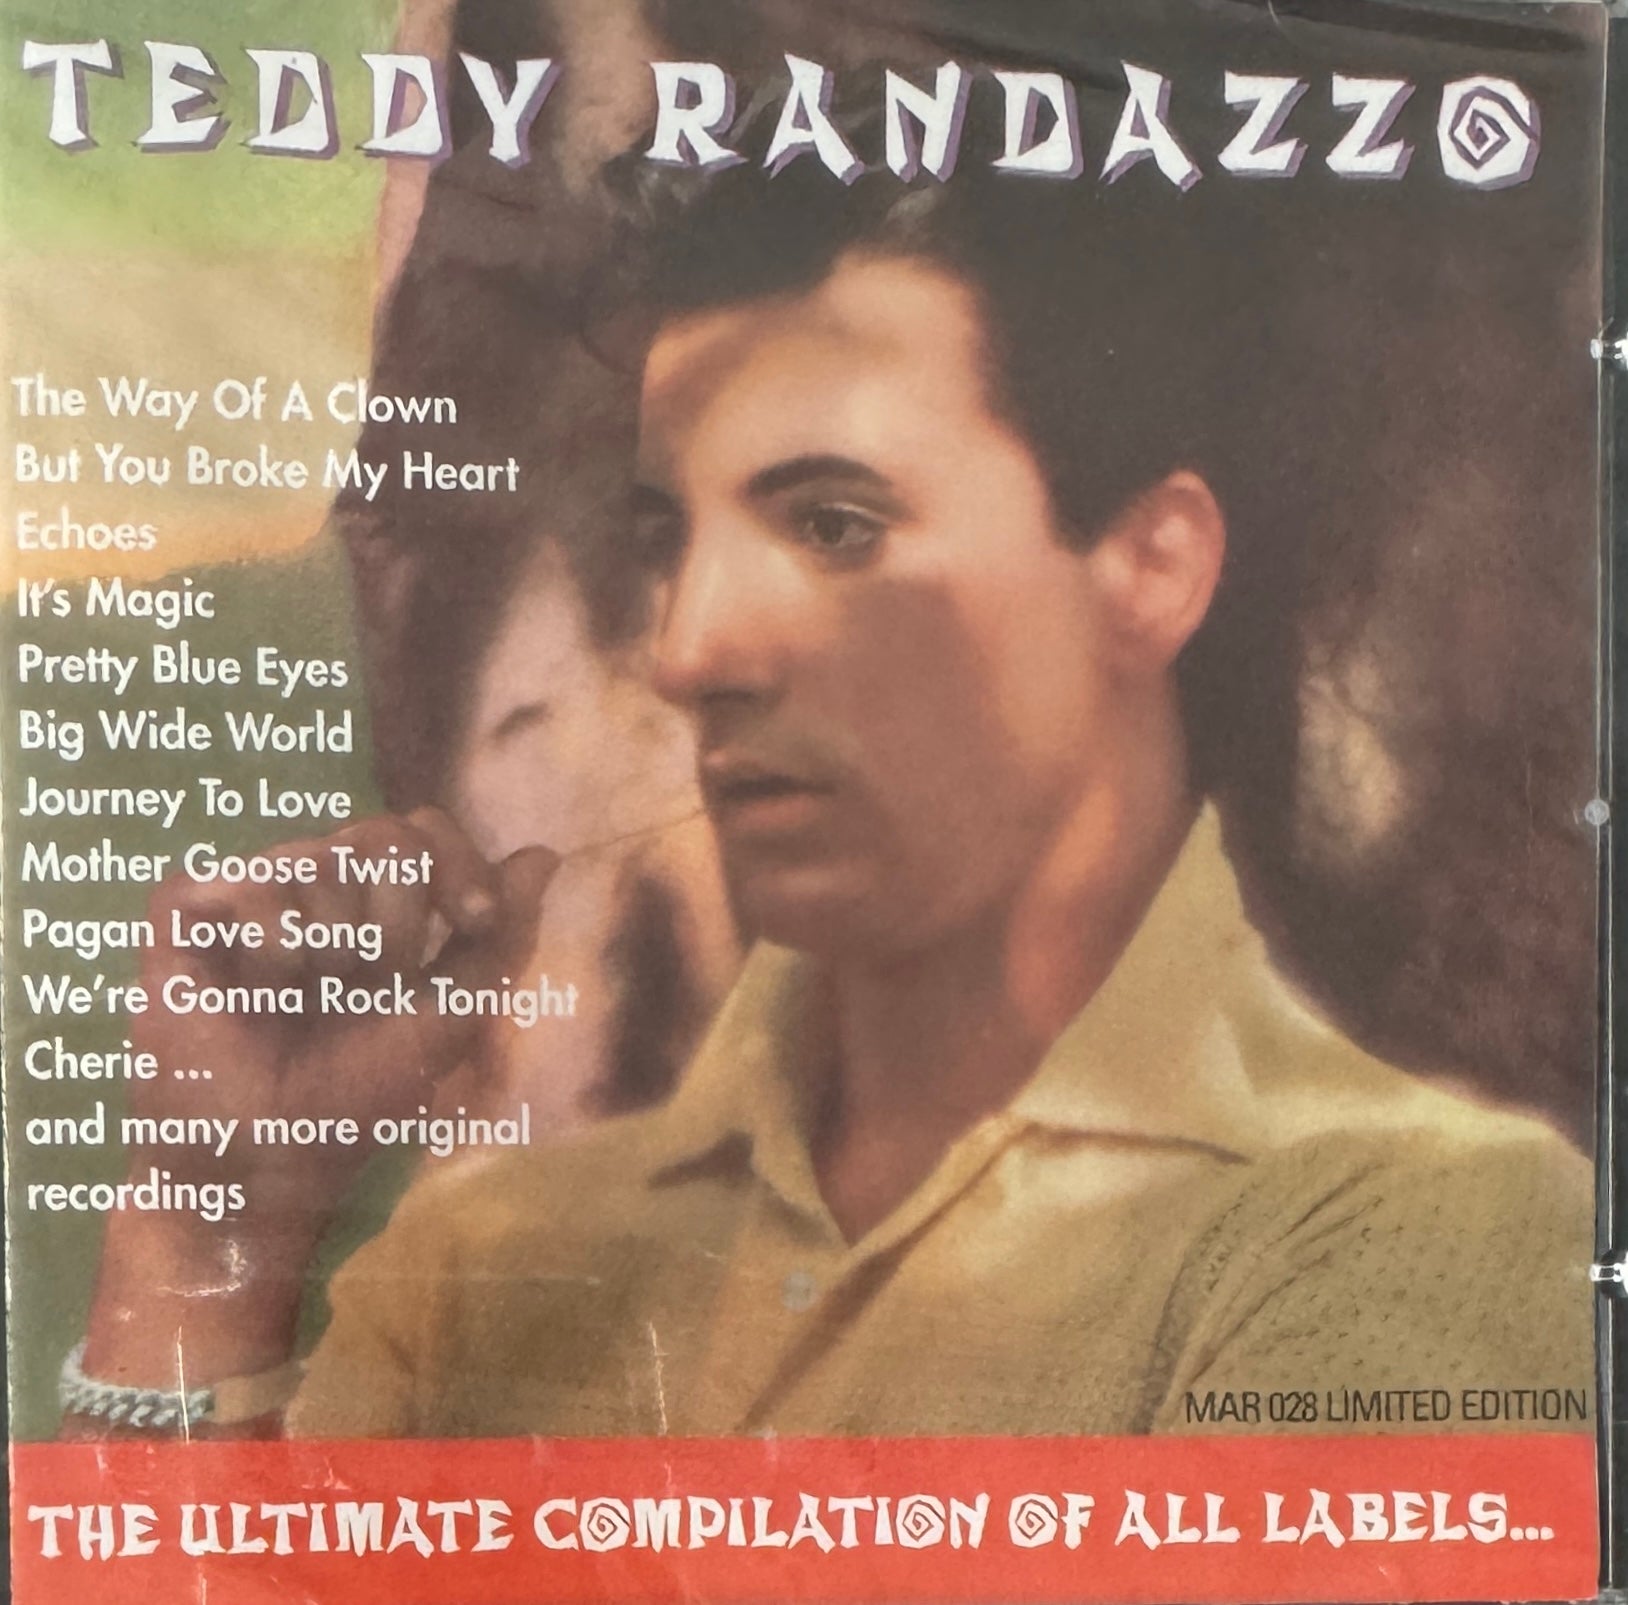 TEDDY RANDAZZO
The Way Of A Clown
But You Broke My Heart
Echoes
It's Magic
Pretty Blue Eyes
Big Wide World
Journey To Love
Mother Goose Twist
Pagan Love Song
We're Gonna Rock Tonight
Cherie ...
and many more original
recordings
MAR 028 LIMITED EDITION
THE ULTIMATE COMPILATION OF ALL LABELS...